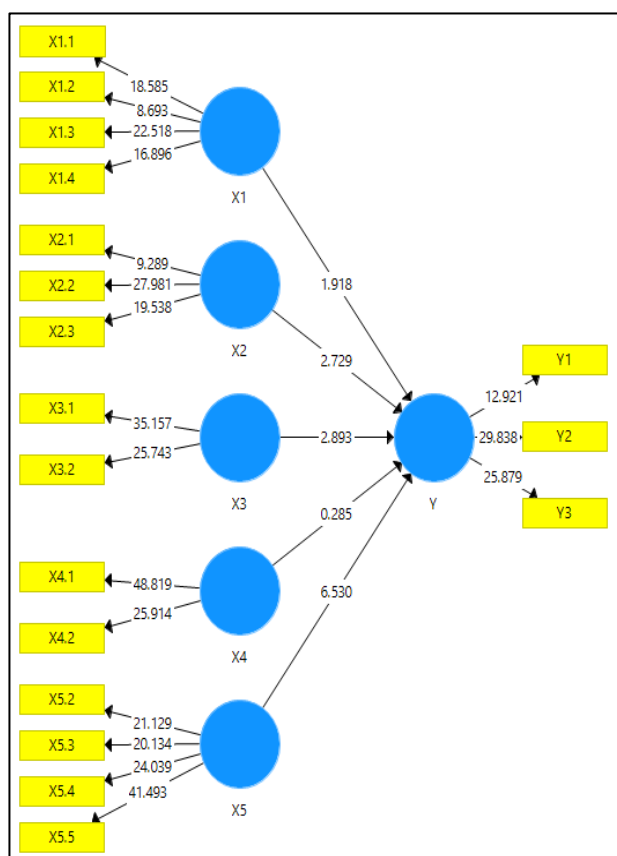 X1.1
18.585
X1.2
8.693
X1.3
22.518
16.896
X1.4
X1
X2.1
9.289
X2.2
27.981
19.538
X2.3
X2
X3.1
35.157
25.743
X3.2
X3
X4.1
48.819
25.914
X4.2
X4
X5.2
21.129
X5.3
20.134
24.039
X5.4
41.493
X5.5
X5
1.918
2.729
2.893
0.285
6.530
Y
Y1
12.921
Y2
29.838
25.879
Y3